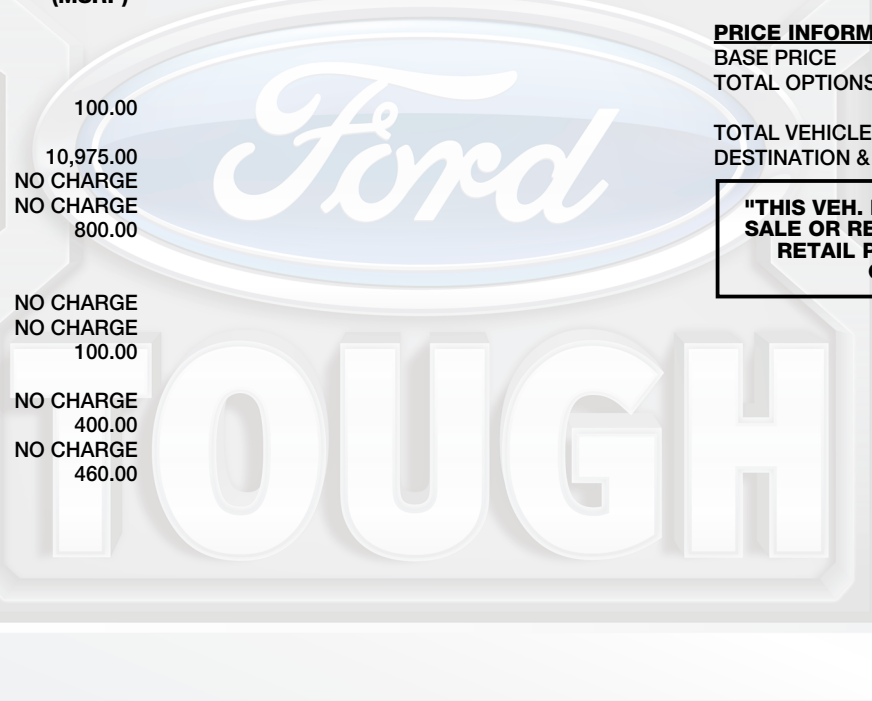 (MSRP)
100.00
10,975.00
NO CHARGE
NO CHARGE
800.00
NO CHARGE
NO CHARGE
100.00
NO CHARGE
400.00
NO CHARGE
460.00
PRICE INFORM
BASE PRICE
TOTAL OPTIONS
TOTAL VEHICLE
DESTINATION &
"THIS VEH.
SALE OR RE
RETAIL P
Ford
TOUGH